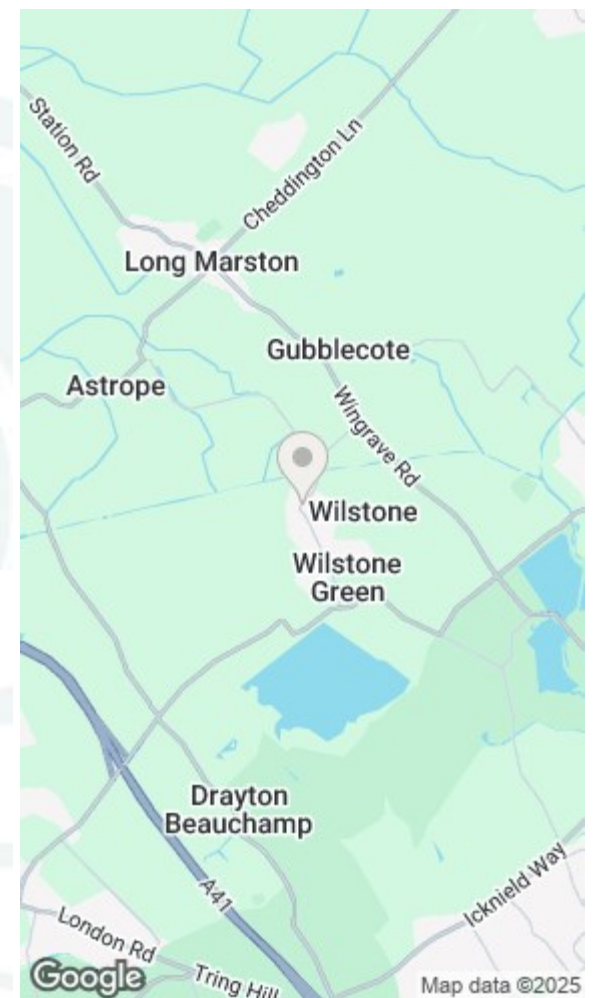 Station Rd
Cheddington Ln
Long Marston
Gubblecote
Astrope
Wingrave Rd
Wilstone
Wilstone
Green
Drayton
Beauchamp
A41
Icknield Way
London Rd
Tring Hill
Google
Map data ©2025